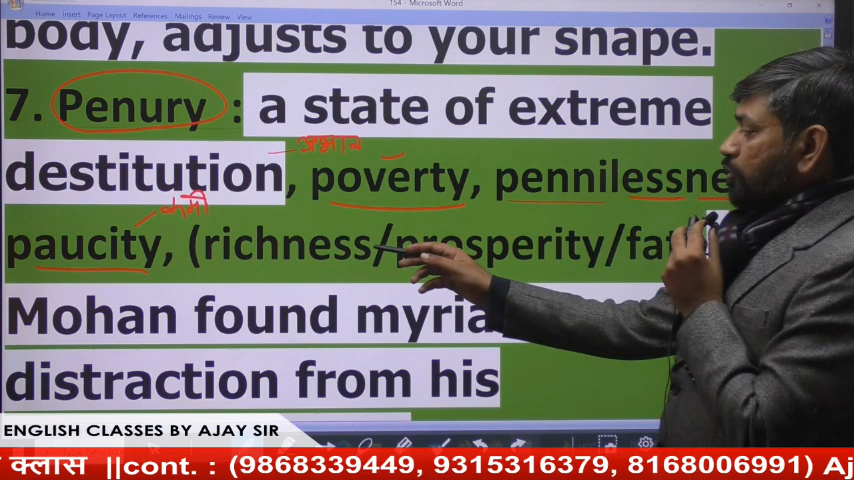 154 - Microsoft Word
Home Insert Page Layout References Mailings Review View
body, adjusts to your shape.
7. Penury : a state of extreme
अभाव
destitution, poverty, pennilessne
कमी
paucity, (richness/prosperity/fat
Mohan found myria
distraction from his
ENGLISH CLASSES BY AJAY SIR
क्लास ||cont. : (9868339449, 9315316379, 8168006991) Aj